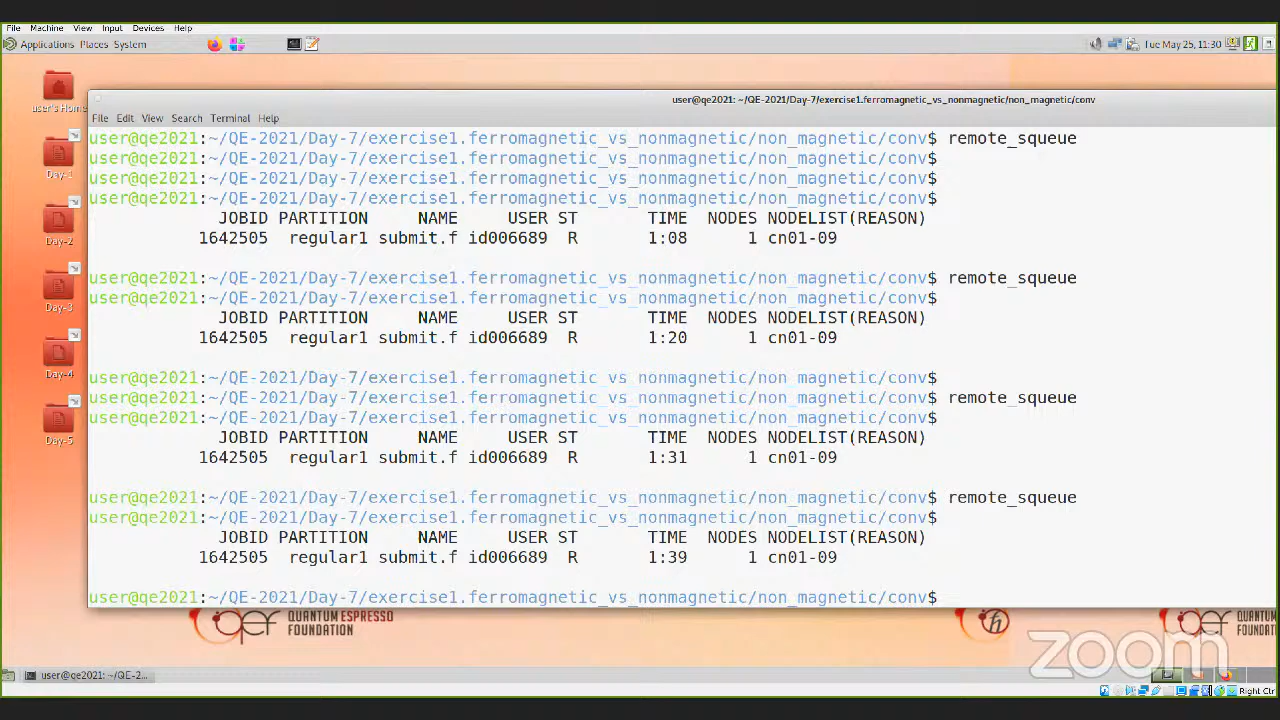 File Machine View Input Devices Help
Applications Places System
Tue May 25, 11:30
user's Home
Day-1
Day-2
Day-3
Day-4
Day-5
user@qe2021: ~/QE-2021/Day-7/exercise1.ferromagnetic_vs_nonmagnetic/non_magnetic/conv
File Edit View Search Terminal Help
user@qe2021:~/QE-2021/Day-7/exercise1.ferromagnetic_vs_nonmagnetic/non_magnetic/conv$ remote_squeue
user@qe2021:~/QE-2021/Day-7/exercise1.ferromagnetic_vs_nonmagnetic/non_magnetic/conv$
user@qe2021:~/QE-2021/Day-7/exercise1.ferromagnetic_vs_nonmagnetic/non_magnetic/conv$
user@qe2021:~/QE-2021/Day-7/exercise1.ferromagnetic_vs_nonmagnetic/non_magnetic/conv$
JOBID PARTITION NAME USER ST TIME NODES NODELIST(REASON)
1642505 regular1 submit.f id006689 R 1:08 1 cn01-09
user@qe2021:~/QE-2021/Day-7/exercise1.ferromagnetic_vs_nonmagnetic/non_magnetic/conv$ remote_squeue
user@qe2021:~/QE-2021/Day-7/exercise1.ferromagnetic_vs_nonmagnetic/non_magnetic/conv$
JOBID PARTITION NAME USER ST TIME NODES NODELIST(REASON)
1642505 regular1 submit.f id006689 R 1:20 1 cn01-09
user@qe2021:~/QE-2021/Day-7/exercise1.ferromagnetic_vs_nonmagnetic/non_magnetic/conv$
user@qe2021:~/QE-2021/Day-7/exercise1.ferromagnetic_vs_nonmagnetic/non_magnetic/conv$ remote_squeue
user@qe2021:~/QE-2021/Day-7/exercise1.ferromagnetic_vs_nonmagnetic/non_magnetic/conv$
JOBID PARTITION NAME USER ST TIME NODES NODELIST(REASON)
1642505 regular1 submit.f id006689 R 1:31 1 cn01-09
user@qe2021:~/QE-2021/Day-7/exercise1.ferromagnetic_vs_nonmagnetic/non_magnetic/conv$ remote_squeue
user@qe2021:~/QE-2021/Day-7/exercise1.ferromagnetic_vs_nonmagnetic/non_magnetic/conv$
JOBID PARTITION NAME USER ST TIME NODES NODELIST(REASON)
1642505 regular1 submit.f id006689 R 1:39 1 cn01-09
user@qe2021:~/QE-2021/Day-7/exercise1.ferromagnetic_vs_nonmagnetic/non_magnetic/conv$
QUANTUM ESPRESSO
FOUNDATION
QUANTUM
FOUNDAT
zoom
user@qe2021: ~/QE-2...
Right Ctr